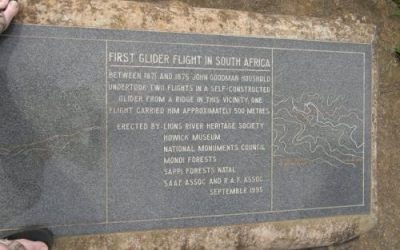 FIRST GLIDER FLIGHT IN SOUTH AFRICA
BETWEEN 1871 AND 1875 JOHN GOODMAN HOUSHOLD
UNDERTOOK TWO FLIGHTS IN A SELF-CONSTRUCTED
GLIDER FROM A RIDGE IN THIS VICINITY. ONE
FLIGHT CARRIED HIM APPROXIMATELY 500 METRES.
ERECTED BY LIONS RIVER HERITAGE SOCIETY
HOWICK MUSEUM
NATIONAL MONUMENTS COUNCIL
MONDI FORESTS
SAPPI FORESTS NATAL
S.A.A.F. ASSOC AND R.A.F. ASSOC
SEPTEMBER 1995